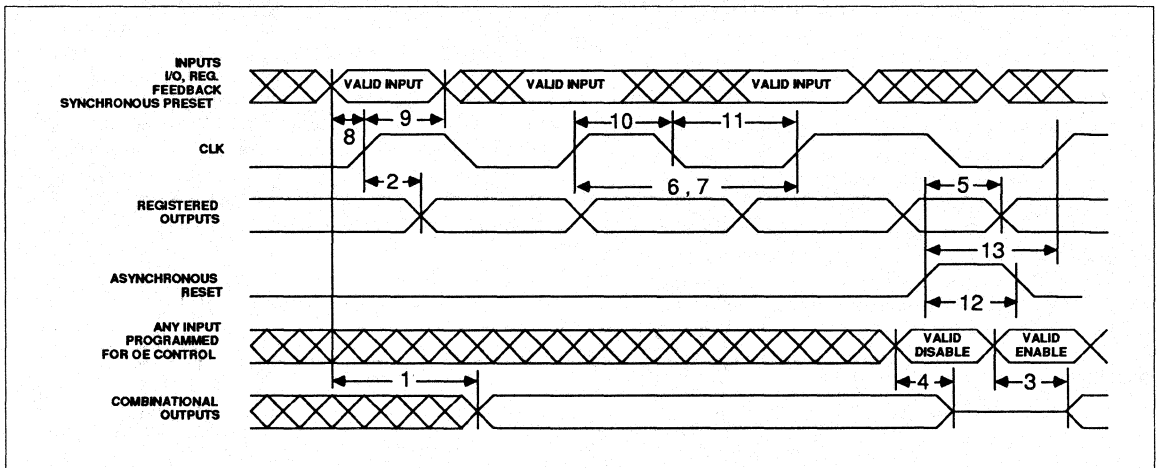 INPUTS
I/O, REG.
FEEDBACK
SYNCHRONOUS PRESET
VALID INPUT
VALID INPUT
VALID INPUT
8
9
10
11
CLK
2
6, 7
5
REGISTERED
OUTPUTS
13
ASYNCHRONOUS
RESET
12
ANY INPUT
PROGRAMMED
FOR OE CONTROL
VALID
DISABLE
VALID
ENABLE
1
4
3
COMBINATIONAL
OUTPUTS